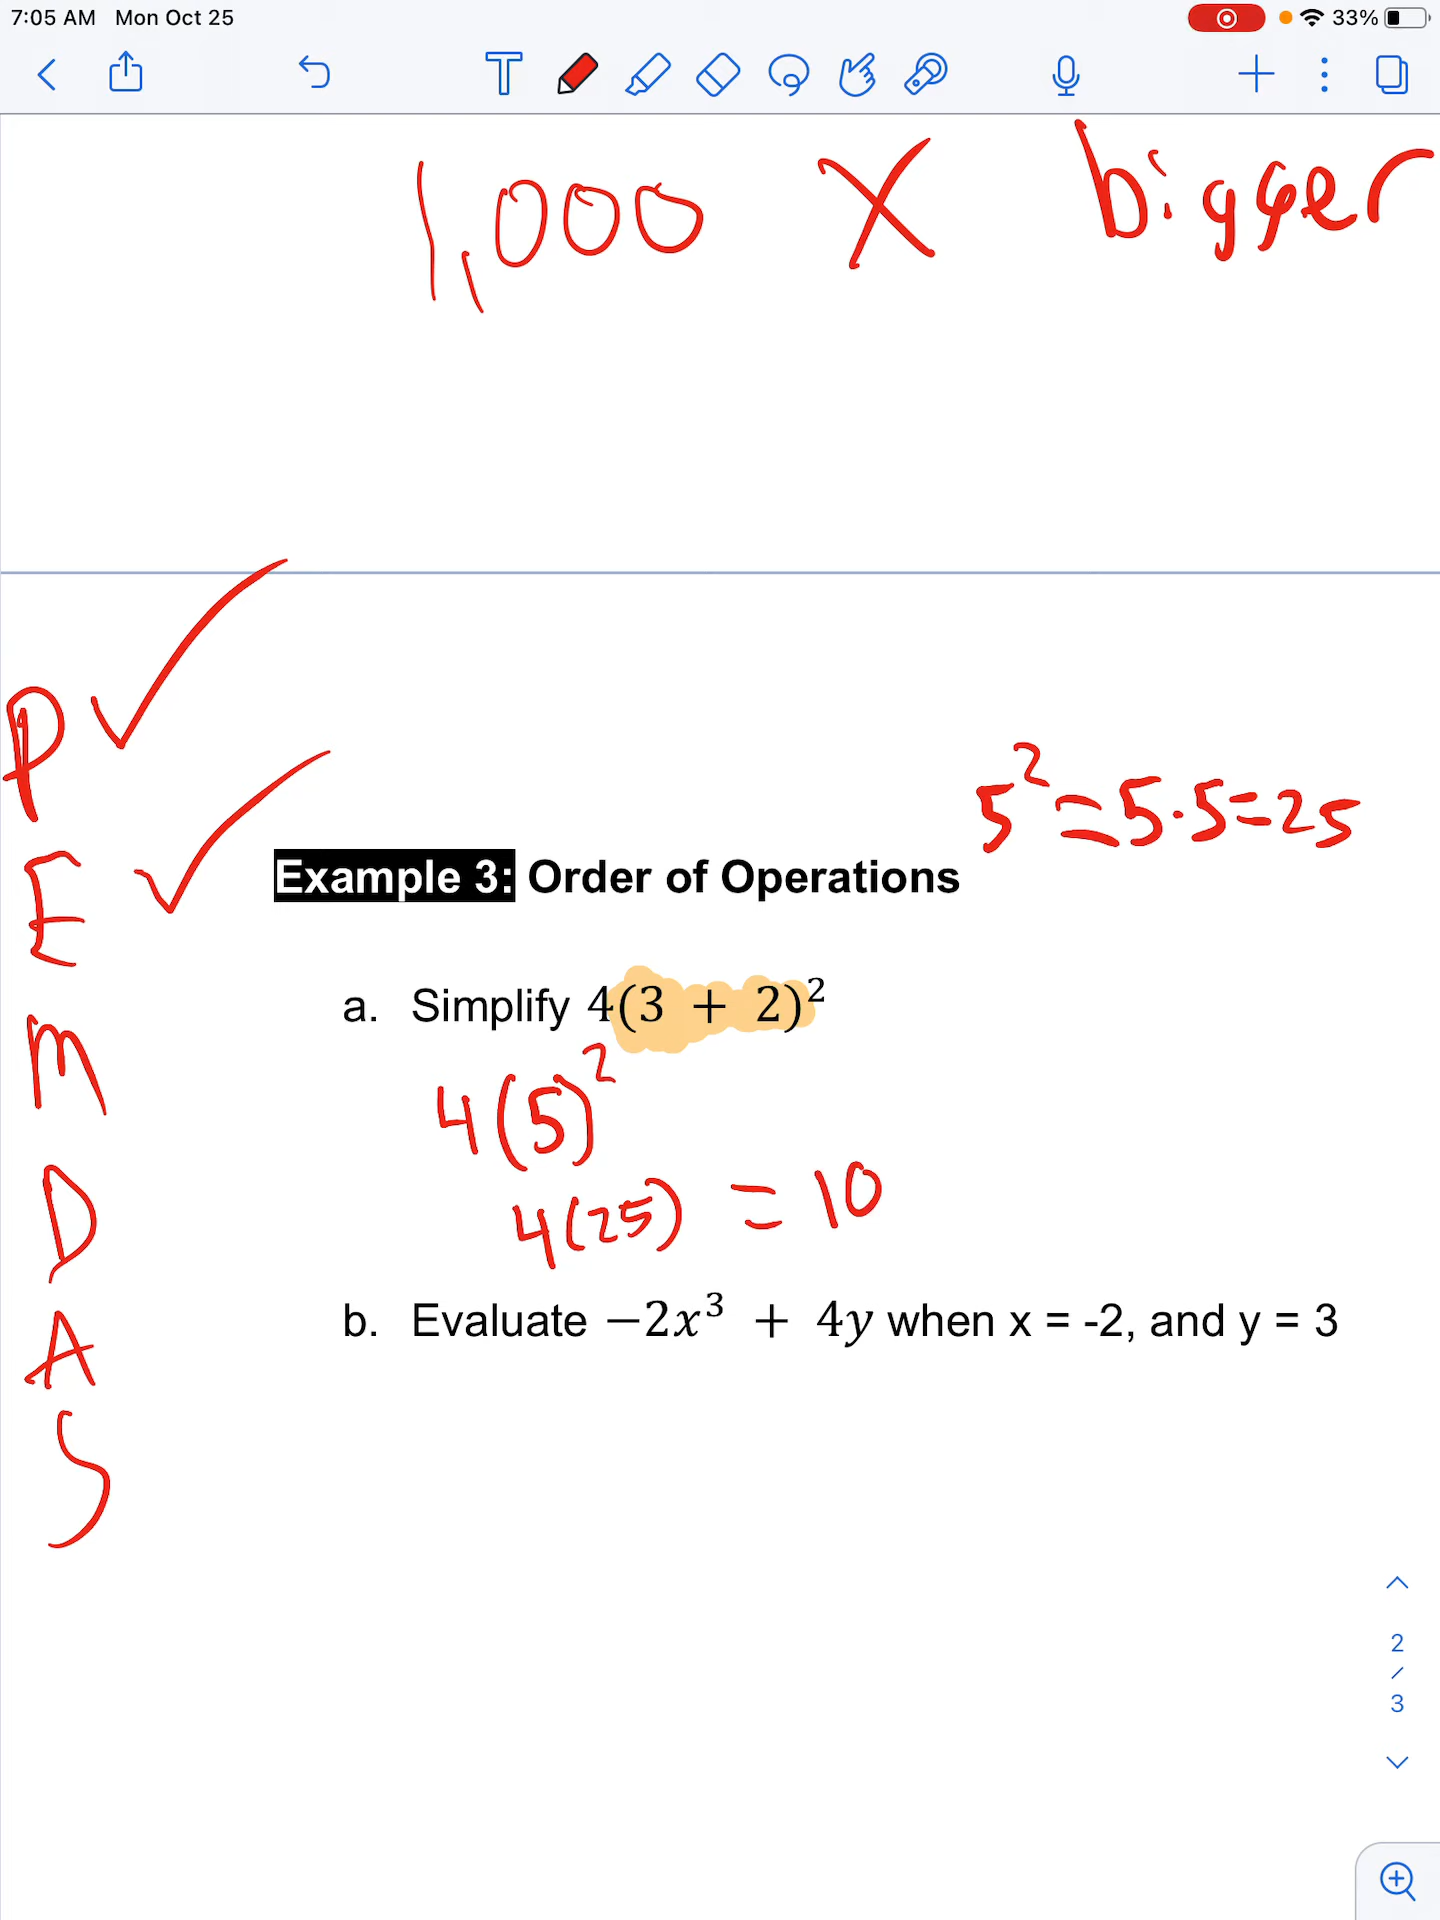 7:05 AM Mon Oct 25 33%
T
1,000 X bigger
P
5²=5·5=25
E
Example 3: Order of Operations
a. Simplify 4(3 + 2)²
M
4(5)²
D
4(25) = 10
b. Evaluate −2x³ + 4y when x = -2, and y = 3
A
S
2
/
3